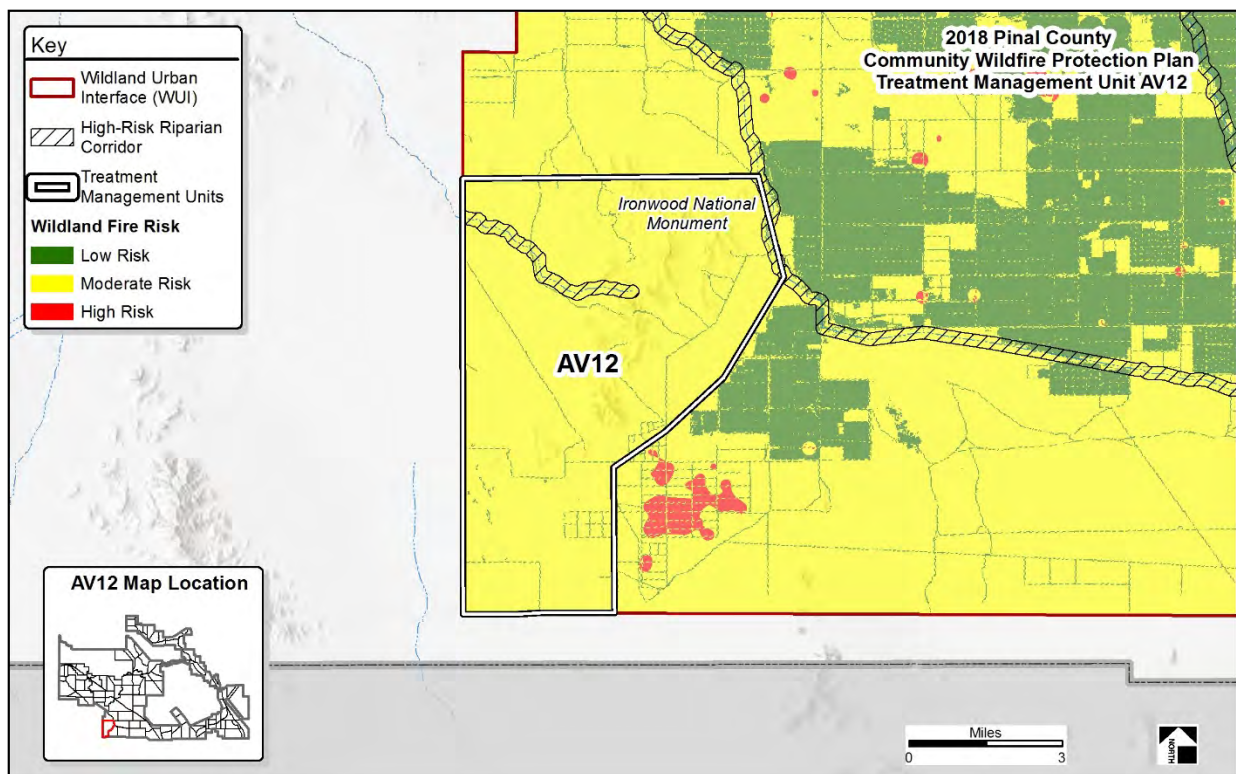 Key
Wildland Urban
Interface (WUI)
High-Risk Riparian
Corridor
Treatment
Management Units
Wildland Fire Risk
Low Risk
Moderate Risk
High Risk
2018 Pinal County
Community Wildfire Protection Plan
Treatment Management Unit AV12
Ironwood National
Monument
AV12
AV12 Map Location
Miles
0 3
NORTH